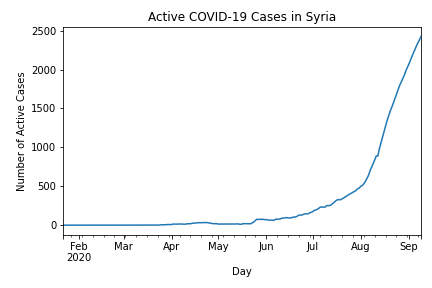 Active COVID-19 Cases in Syria
2500
2000
1500
1000
500
0
Number of Active Cases
Feb Mar Apr May Jun Jul Aug Sep
2020
Day